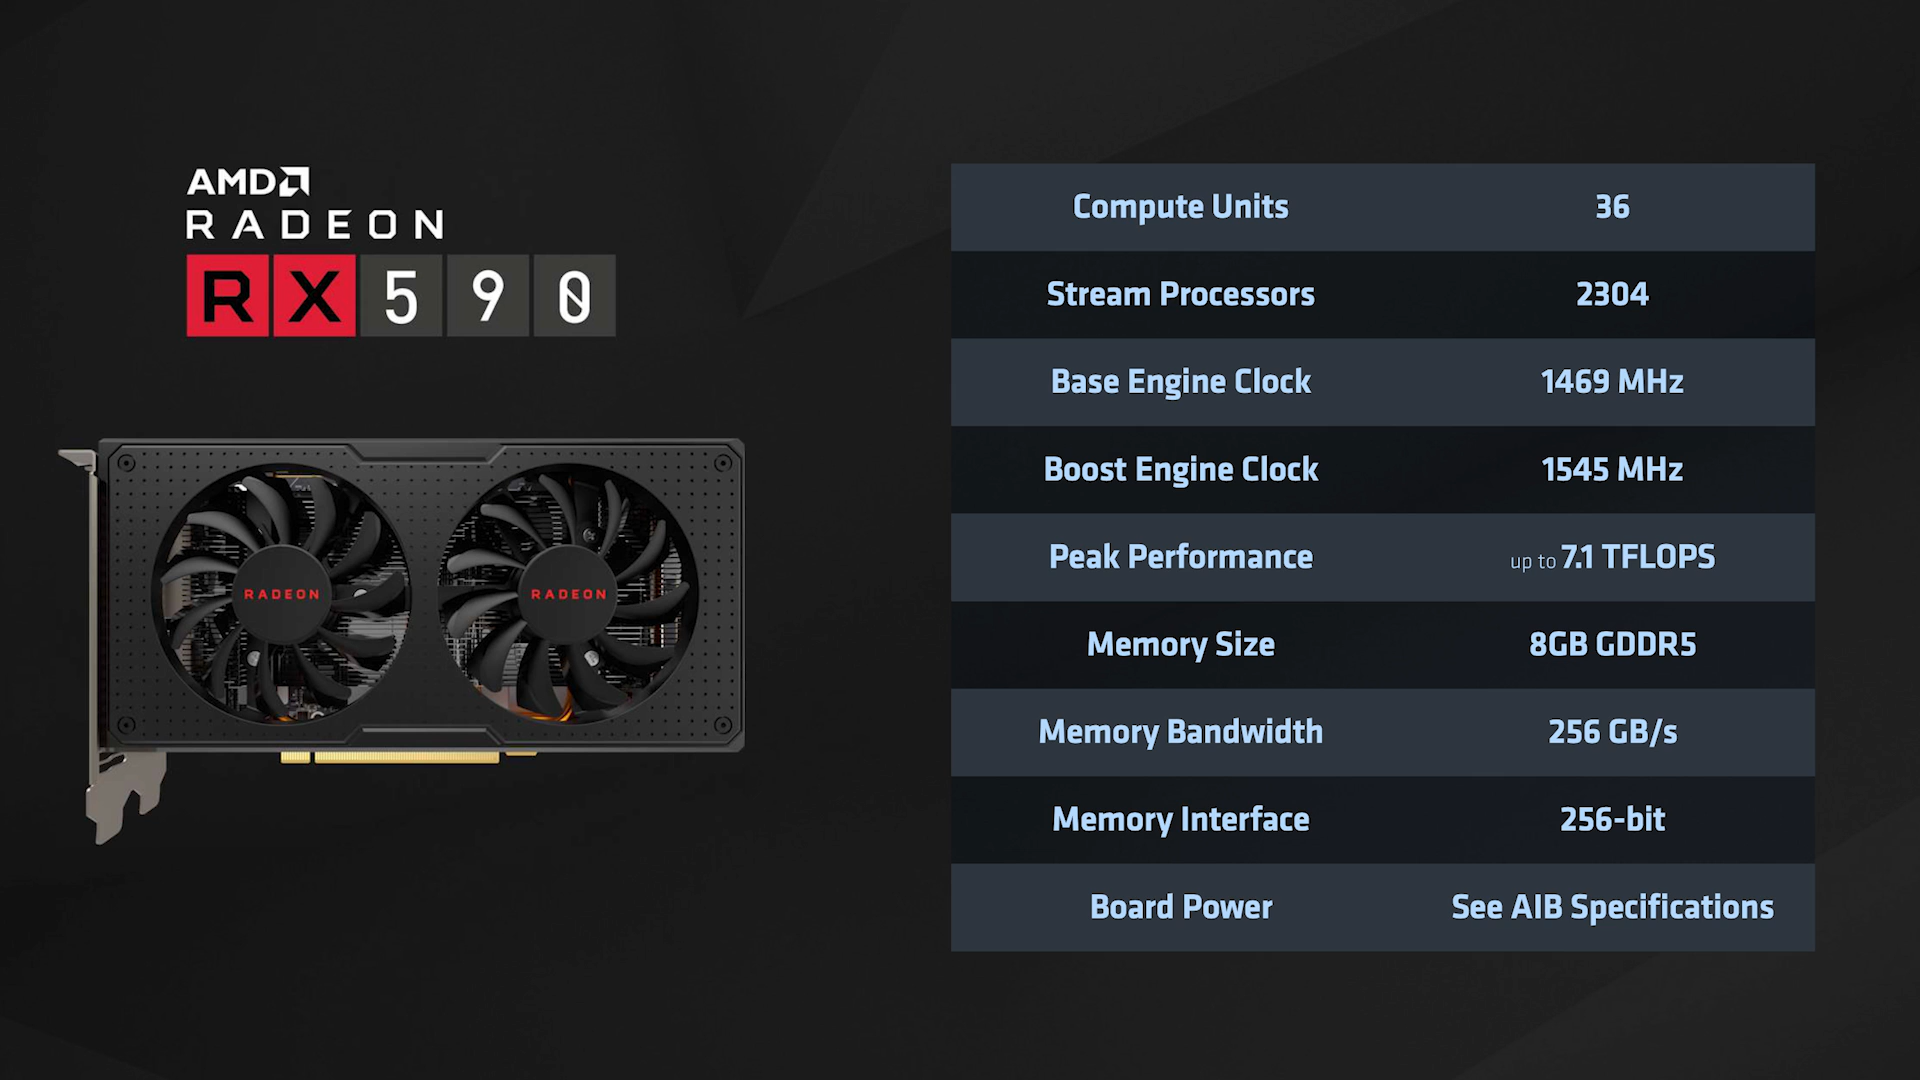 AMD
RADEON
RX590
RADEON
RADEON
Compute Units 36
Stream Processors 2304
Base Engine Clock 1469 MHz
Boost Engine Clock 1545 MHz
Peak Performance up to 7.1 TFLOPS
Memory Size 8GB GDDR5
Memory Bandwidth 256 GB/s
Memory Interface 256-bit
Board Power See AIB Specifications